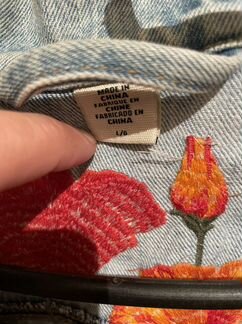 MADE IN
CHINA
FABRIQUE EN
CHINE
FABRICADO EN
CHINA
L/G